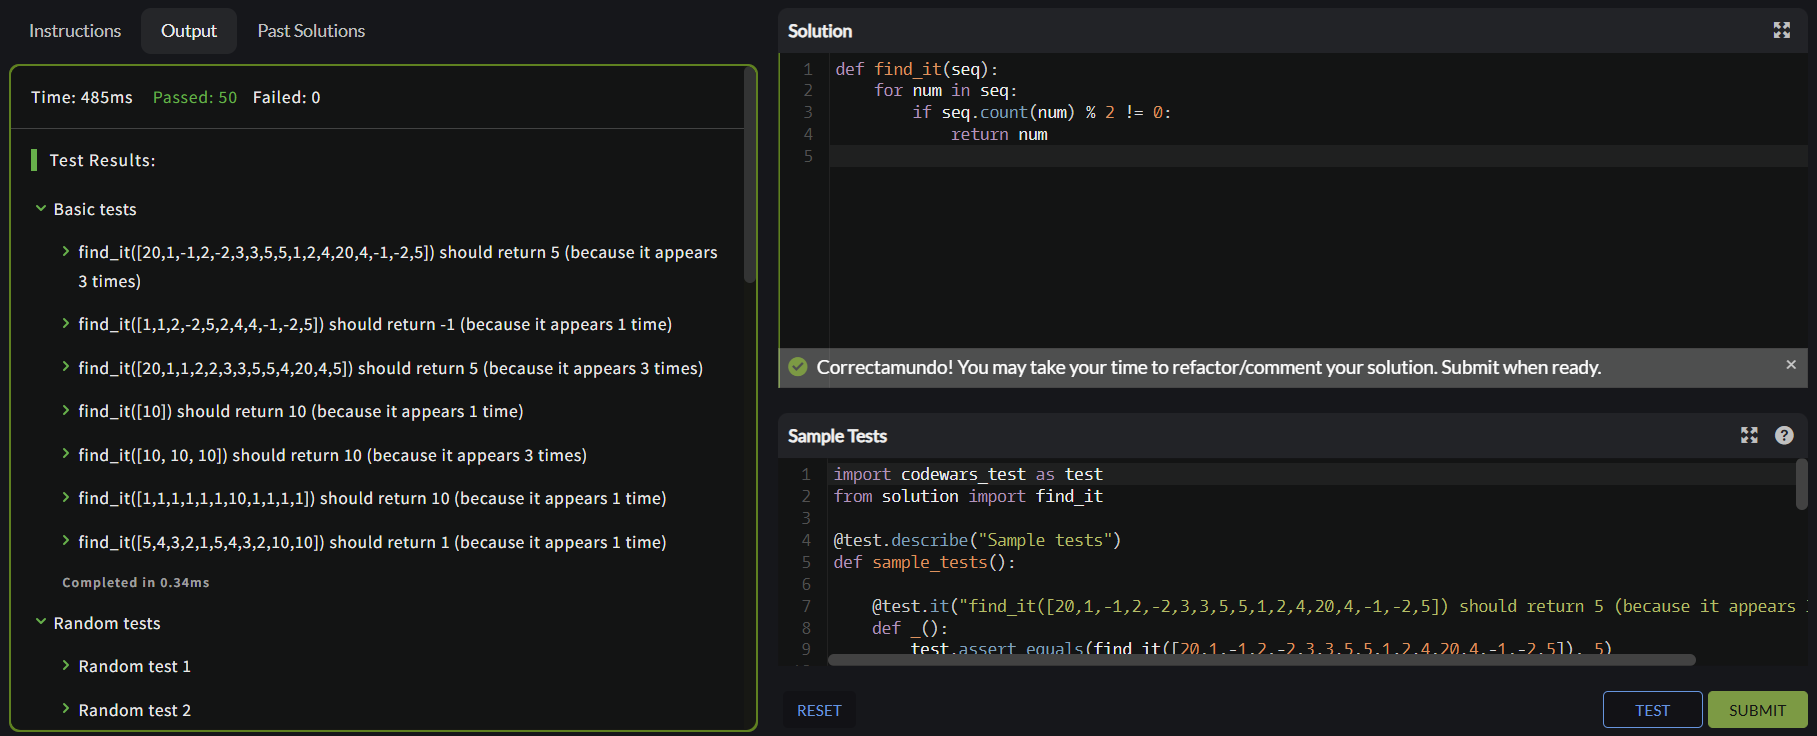 Instructions
Output
Past Solutions
Time: 485ms Passed: 50 Failed: 0
Test Results:
Basic tests
find_it([20,1,-1,2,-2,3,3,5,5,1,2,4,20,4,-1,-2,5]) should return 5 (because it appears
3 times)
find_it([1,1,2,-2,5,2,4,4,-1,-2,5]) should return -1 (because it appears 1 time)
find_it([20,1,1,2,2,3,3,5,5,4,20,4,5]) should return 5 (because it appears 3 times)
find_it([10]) should return 10 (because it appears 1 time)
find_it([10, 10, 10]) should return 10 (because it appears 3 times)
find_it([1,1,1,1,1,1,10,1,1,1,1]) should return 10 (because it appears 1 time)
find_it([5,4,3,2,1,5,4,3,2,10,10]) should return 1 (because it appears 1 time)
Completed in 0.34ms
Random tests
Random test 1
Random test 2
Solution
1 def find_it(seq):
2     for num in seq:
3         if seq.count(num) % 2 != 0:
4             return num
5
Correctamundo! You may take your time to refactor/comment your solution. Submit when ready.
Sample Tests
1 import codewars_test as test
2 from solution import find_it
3
4 @test.describe("Sample tests")
5 def sample_tests():
6
7     @test.it("find_it([20,1,-1,2,-2,3,3,5,5,1,2,4,20,4,-1,-2,5]) should return 5 (because it appears
8     def _():
9         test.assert_equals(find_it([20,1,-1,2,-2,3,3,5,5,1,2,4,20,4,-1,-2,5]), 5)
RESET
TEST
SUBMIT